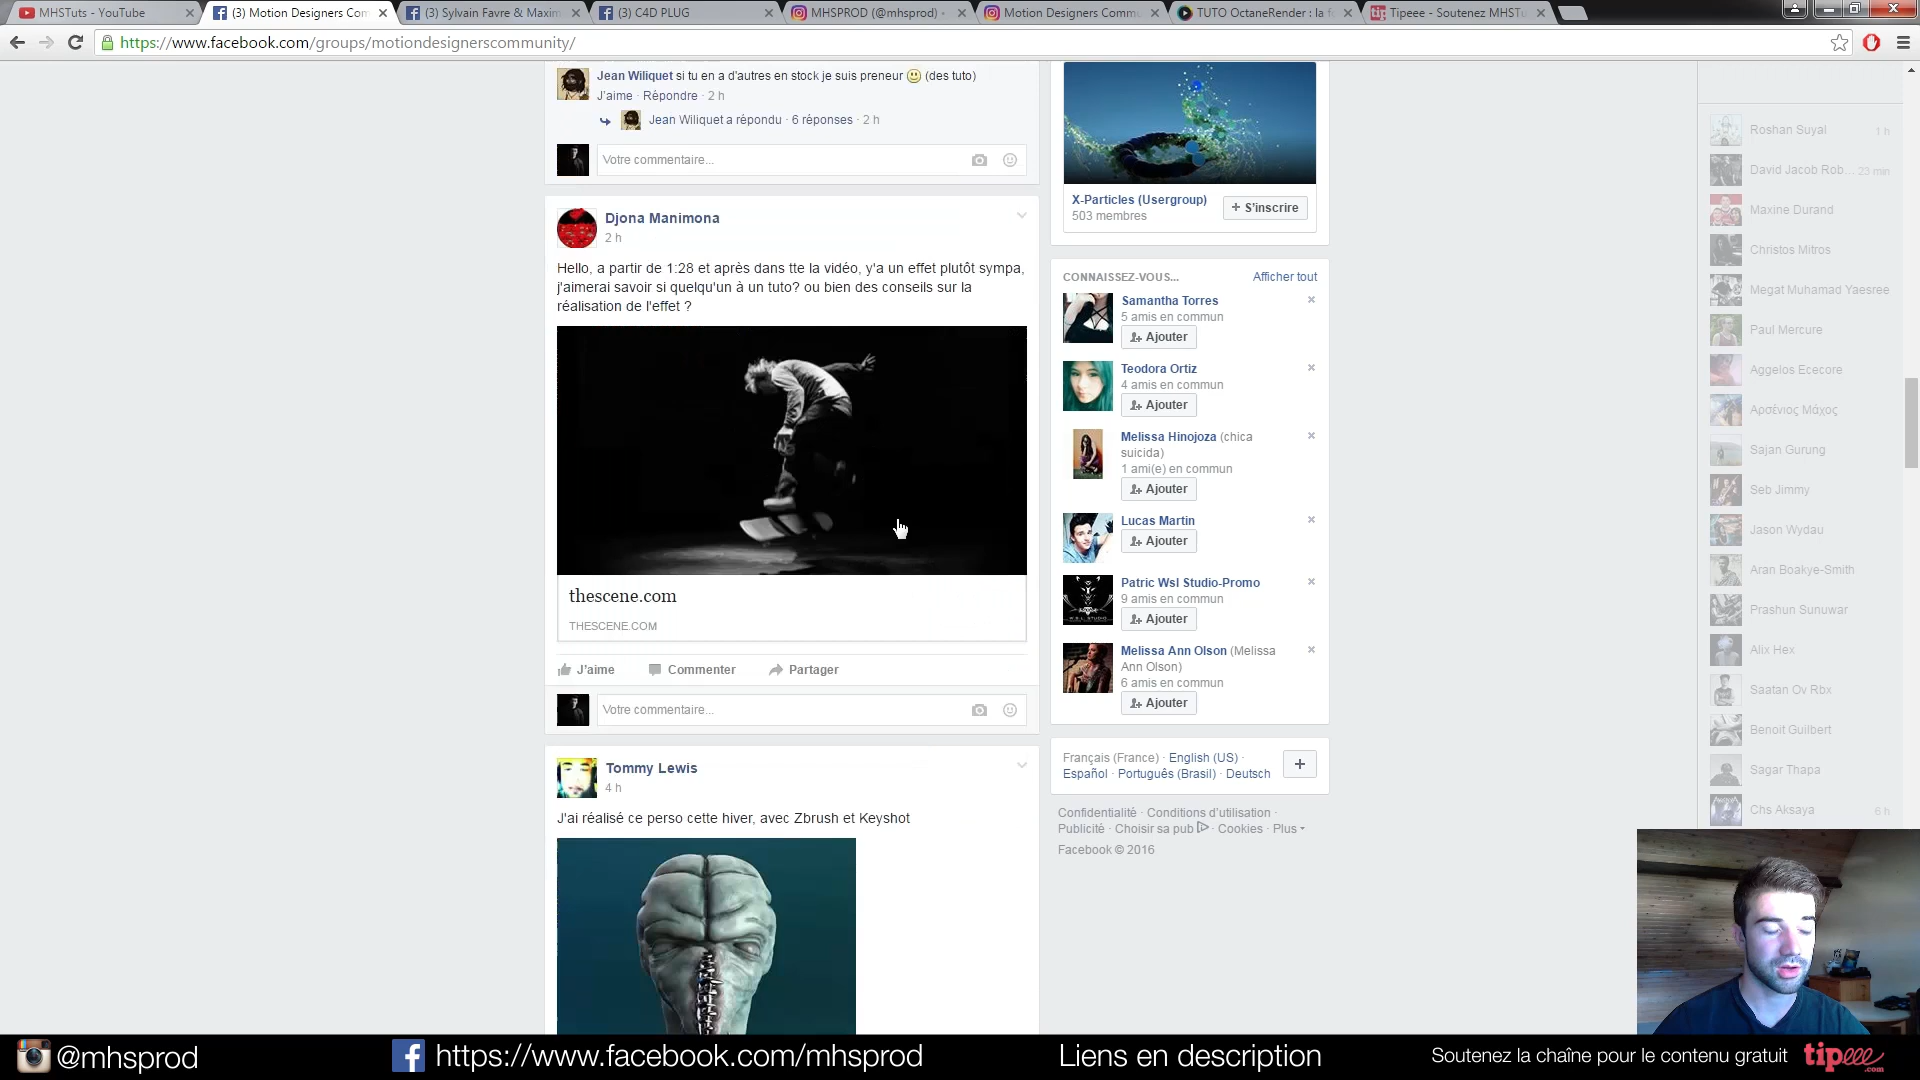 MHSTuts - YouTube
(3) Motion Designers Com
(3) Sylvain Favre & Maxim
(3) C4D PLUG
MHSPROD (@mhsprod) •
Motion Designers Commu
TUTO OctaneRender : la fo
Tipeee - Soutenez MHSTu
https://www.facebook.com/groups/motiondesignerscommunity/
Jean Wiliquet si tu en a d'autres en stock je suis preneur (des tuto)
J'aime · Répondre · 2 h
Jean Wiliquet a répondu · 6 réponses · 2 h
Votre commentaire...
Djona Manimona
2 h
Hello, a partir de 1:28 et après dans tte la vidéo, y'a un effet plutôt sympa,
j'aimerai savoir si quelqu'un à un tuto? ou bien des conseils sur la
réalisation de l'effet ?
thescene.com
THESCENE.COM
J'aime
Commenter
Partager
Votre commentaire...
Tommy Lewis
4 h
J'ai réalisé ce perso cette hiver, avec Zbrush et Keyshot
X-Particles (Usergroup)
503 membres
+ S'inscrire
CONNAISSEZ-VOUS...
Afficher tout
Samantha Torres
5 amis en commun
Ajouter
Teodora Ortiz
4 amis en commun
Ajouter
Melissa Hinojoza (chica
suicida)
1 ami(e) en commun
Ajouter
Lucas Martin
Ajouter
Patric Wsl Studio-Promo
9 amis en commun
Ajouter
Melissa Ann Olson (Melissa
Ann Olson)
6 amis en commun
Ajouter
Français (France) · English (US) ·
Español · Português (Brasil) · Deutsch
Confidentialité · Conditions d'utilisation ·
Publicité · Choisir sa pub · Cookies · Plus
Facebook © 2016
Roshan Suyal 1 h
David Jacob Rob... 23 min
Maxine Durand
Christos Mitros
Megat Muhamad Yaesree
Paul Mercure
Aggelos Ececore
Αρσένιος Μάχος
Sajan Gurung
Seb Jimmy
Jason Wydau
Aran Boakye-Smith
Prashun Sunuwar
Alix Hex
Saatan Ov Rbx
Benoit Guilbert
Sagar Thapa
Chs Aksaya 6 h
@mhsprod
https://www.facebook.com/mhsprod
Liens en description
Soutenez la chaîne pour le contenu gratuit
tipeee.com